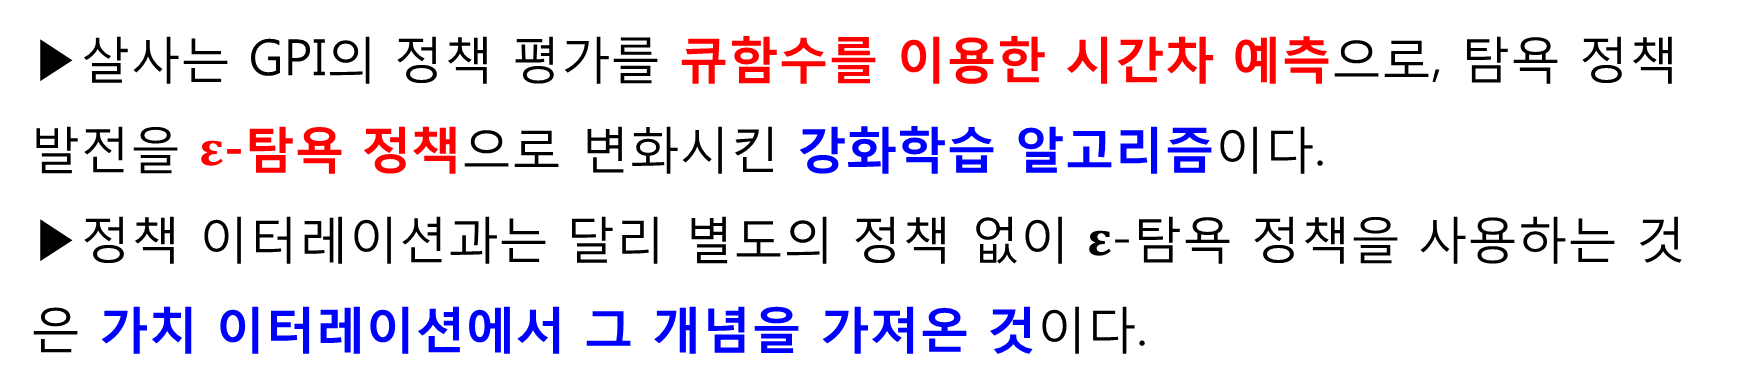 ▶살사는 GPI의 정책 평가를 큐함수를 이용한 시간차 예측으로, 탐욕 정책
발전을 ε-탐욕 정책으로 변화시킨 강화학습 알고리즘이다.
▶정책 이터레이션과는 달리 별도의 정책 없이 ε-탐욕 정책을 사용하는 것
은 가치 이터레이션에서 그 개념을 가져온 것이다.